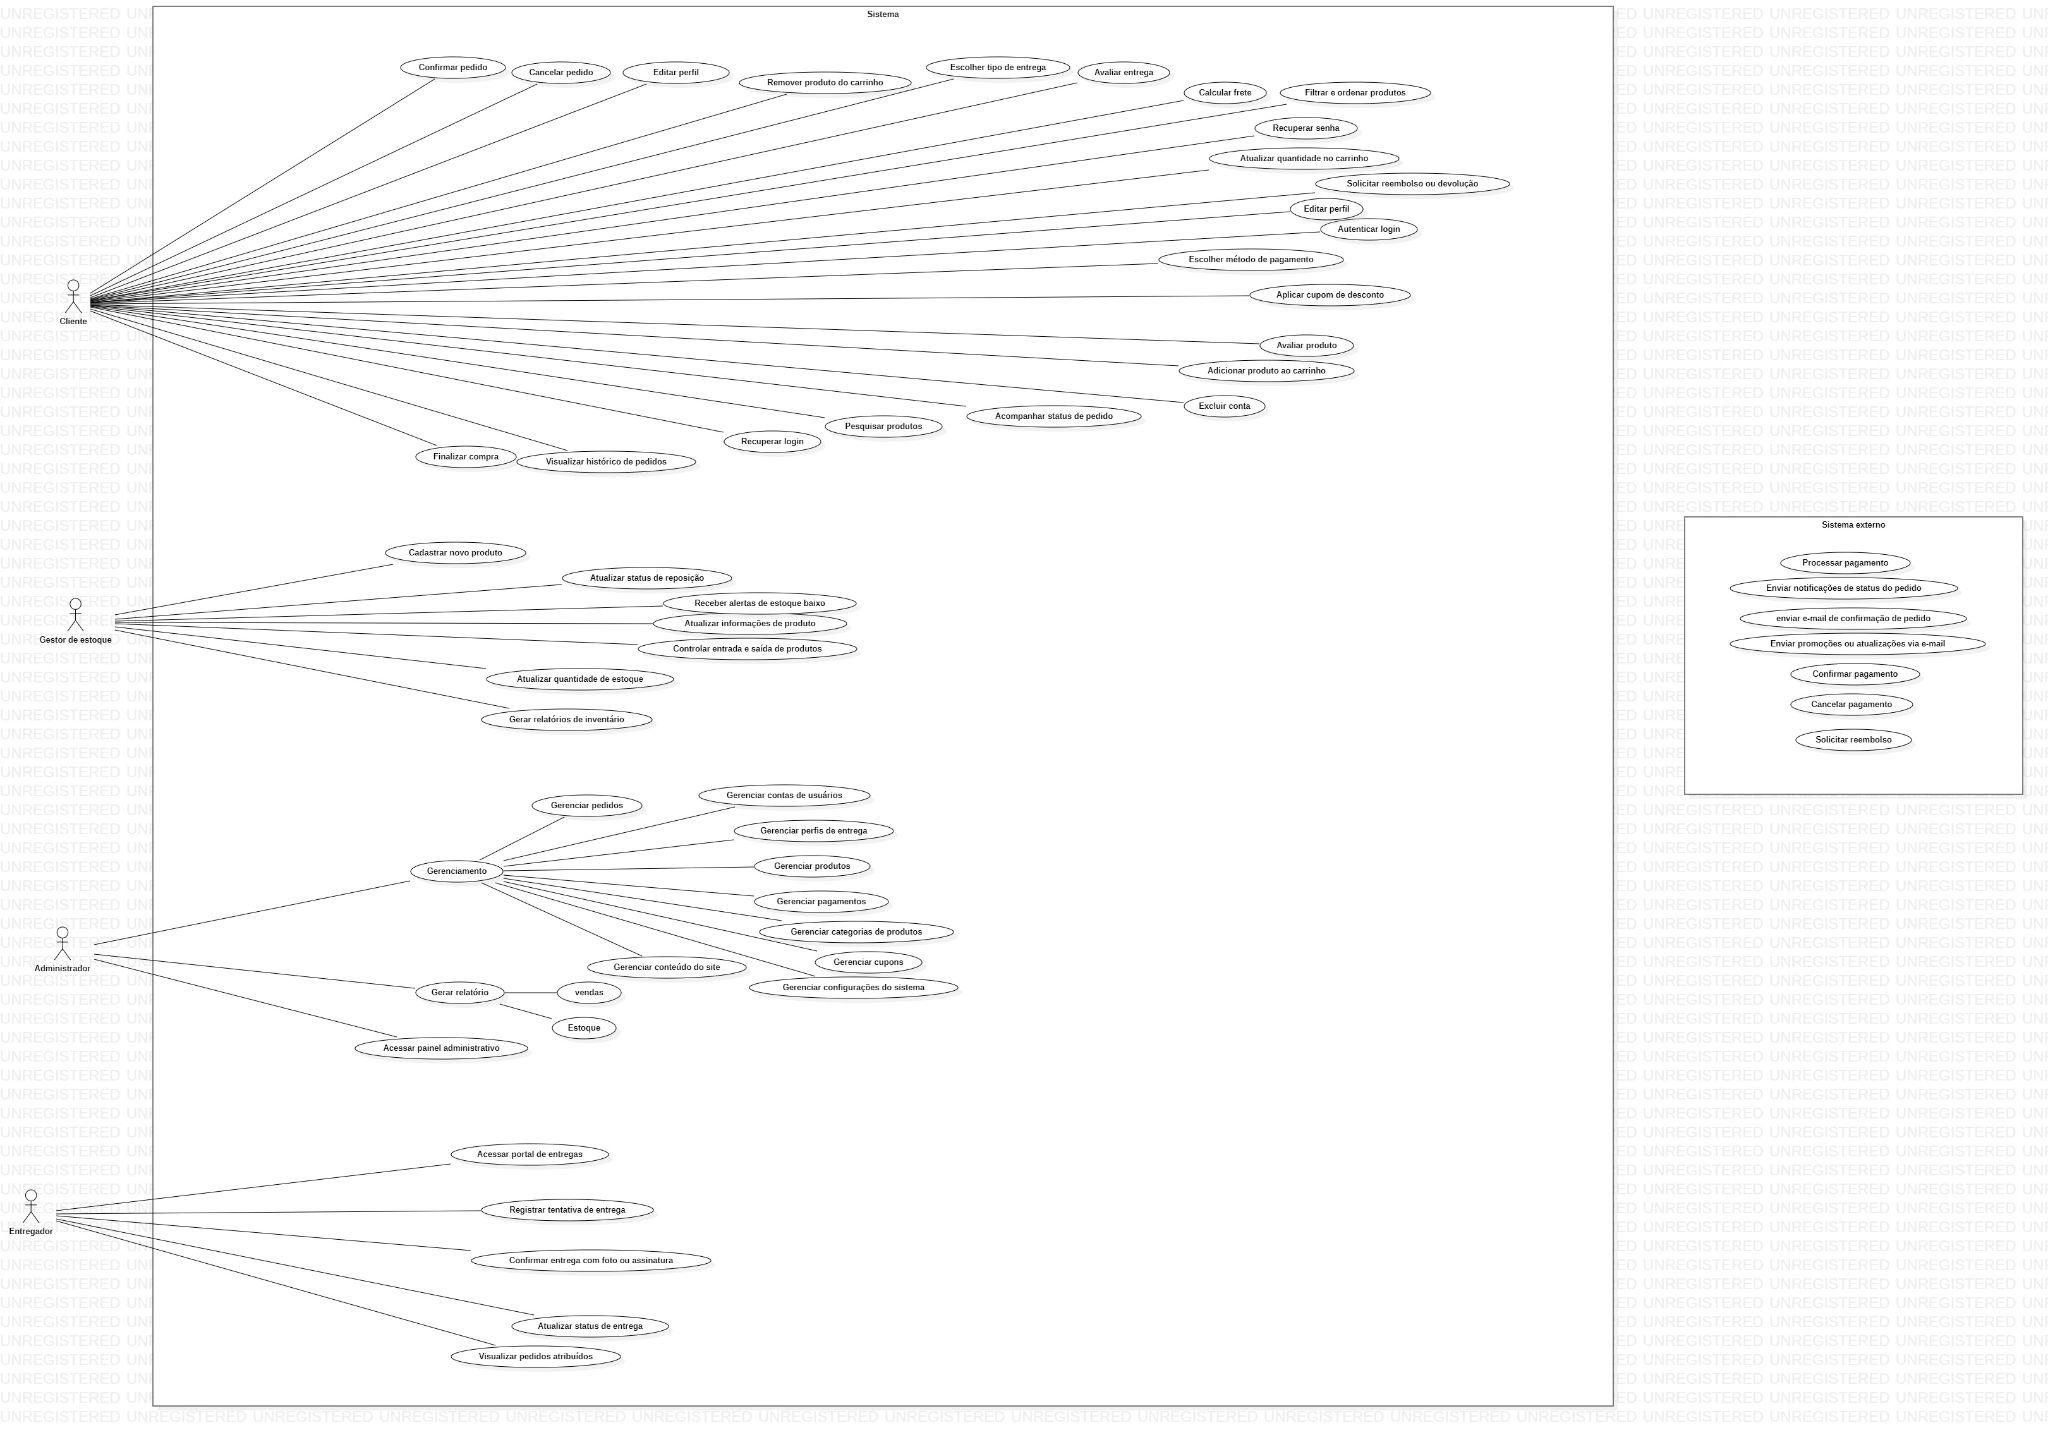 Sistema
Confirmar pedido
Cancelar pedido
Editar perfil
Remover produto do carrinho
Escolher tipo de entrega
Avaliar entrega
Calcular frete
Filtrar e ordenar produtos
Recuperar senha
Atualizar quantidade no carrinho
Solicitar reembolso ou devolução
Editar perfil
Autenticar login
Escolher método de pagamento
Aplicar cupom de desconto
Cliente
Avaliar produto
Adicionar produto ao carrinho
Excluir conta
Acompanhar status de pedido
Pesquisar produtos
Recuperar login
Finalizar compra
Visualizar histórico de pedidos
Cadastrar novo produto
Atualizar status de reposição
Receber alertas de estoque baixo
Atualizar informações de produto
Gestor de estoque
Controlar entrada e saída de produtos
Atualizar quantidade de estoque
Gerar relatórios de inventário
Sistema externo
Processar pagamento
Enviar notificações de status do pedido
enviar e-mail de confirmação de pedido
Enviar promoções ou atualizações via e-mail
Confirmar pagamento
Cancelar pagamento
Solicitar reembolso
Gerenciar pedidos
Gerenciar contas de usuários
Gerenciar perfis de entrega
Gerenciar produtos
Gerenciamento
Gerenciar pagamentos
Gerenciar categorias de produtos
Gerenciar cupons
Gerenciar conteúdo do site
Gerenciar configurações do sistema
Administrador
Gerar relatório
vendas
Estoque
Acessar painel administrativo
Acessar portal de entregas
Registrar tentativa de entrega
Entregador
Confirmar entrega com foto ou assinatura
Atualizar status de entrega
Visualizar pedidos atribuídos
UNREGISTERED UNREGISTERED UNREGISTERED UNREGISTERED UNREGISTERED UNREGISTERED UNREGISTERED UNREGISTERED UNREGISTERED UNREGISTERED UNREGISTERED UNREGISTERED UNREGISTERED UNREGISTERED UNREGISTERED UNREGISTERED UNR